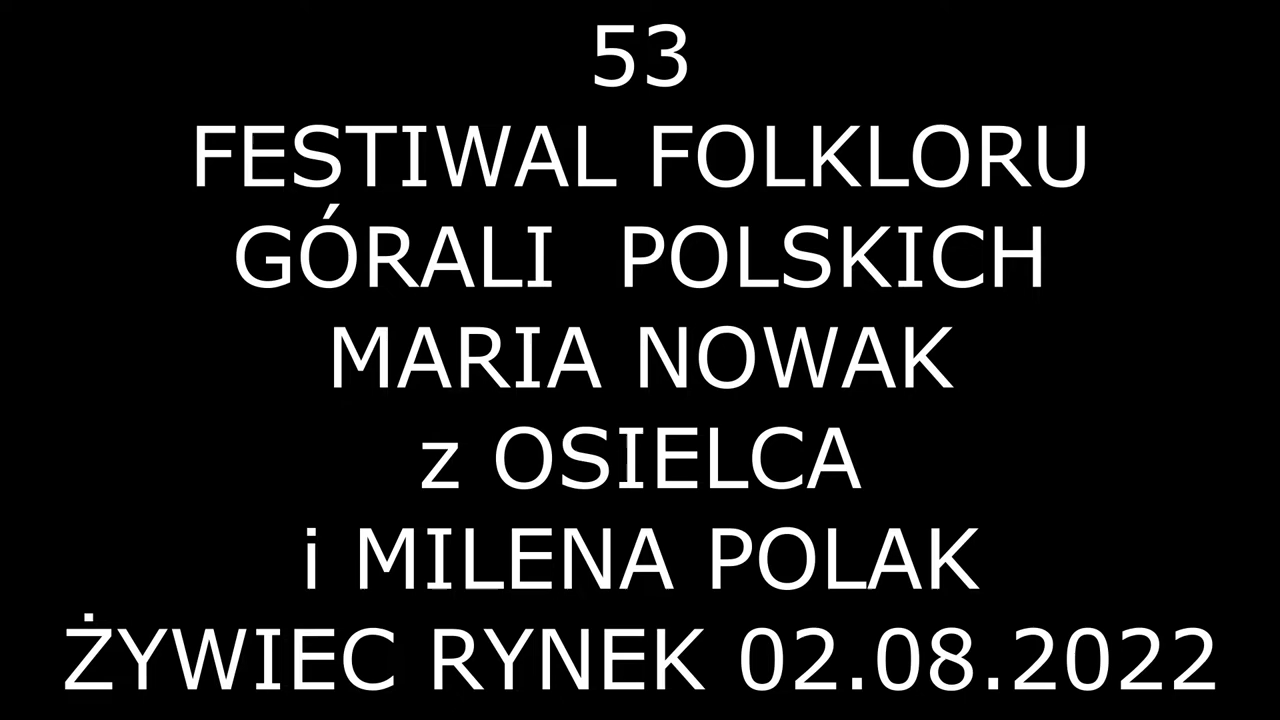 53
FESTIWAL FOLKLORU
GÓRALI POLSKICH
MARIA NOWAK
z OSIELCA
i MILENA POLAK
ŻYWIEC RYNEK 02.08.2022